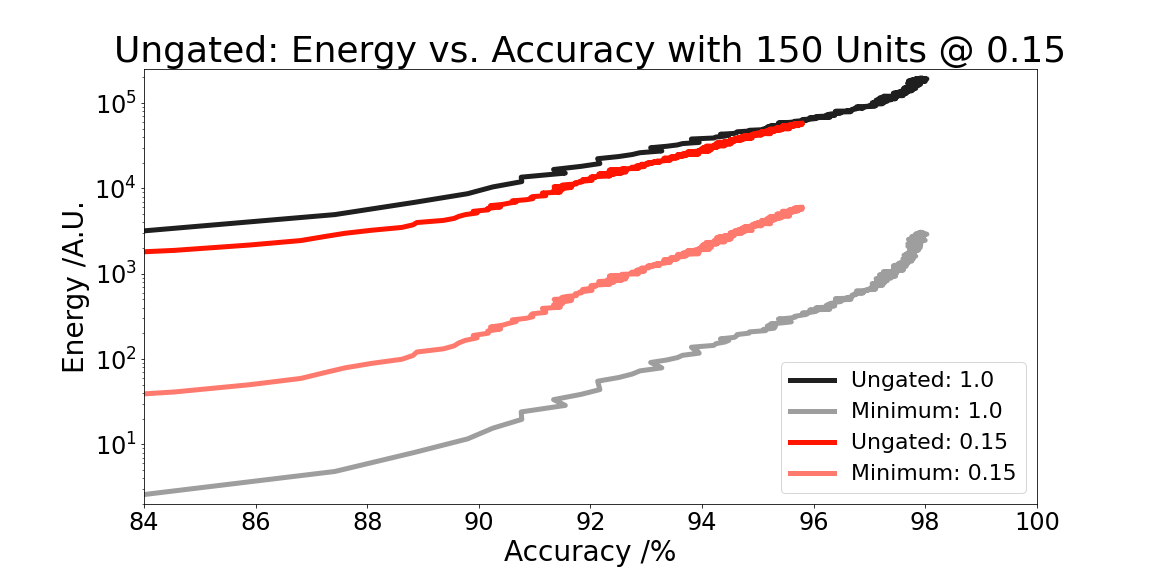 Ungated: Energy vs. Accuracy with 150 Units @ 0.15
Energy /A.U.
10^5
10^4
10^3
10^2
10^1
Ungated: 1.0
Minimum: 1.0
Ungated: 0.15
Minimum: 0.15
84 86 88 90 92 94 96 98 100
Accuracy /%